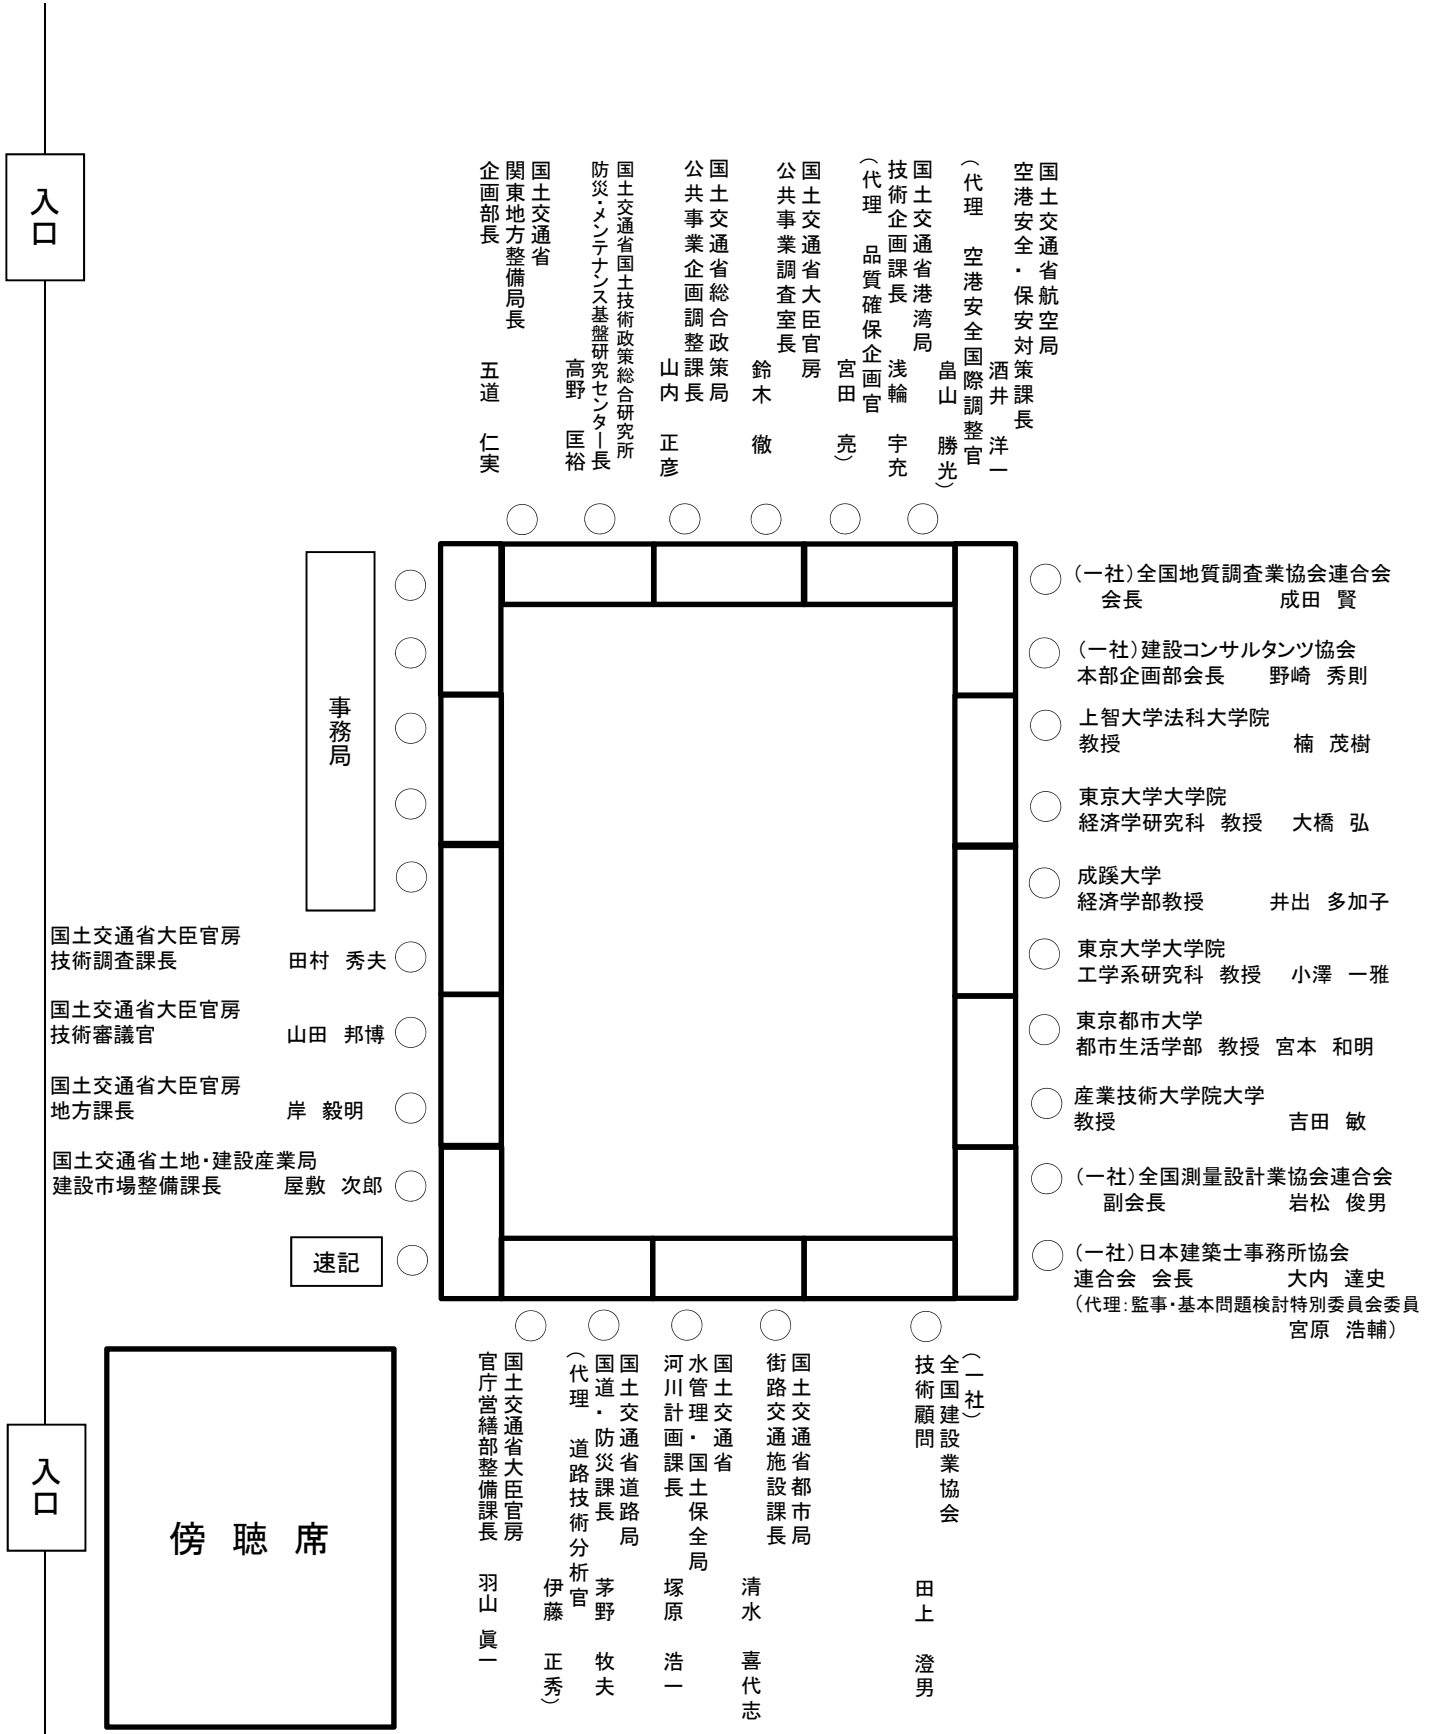 入口
国土交通省航空局
空港安全・保安対策課長
酒井 洋一
（代理 空港安全国際調整官
畠山 勝光）
国土交通省港湾局
技術企画課長 浅輪 宇充
（代理 品質確保企画官
宮田 亮）
国土交通省大臣官房
公共事業調査室長
鈴木 徹
国土交通省総合政策局
公共事業企画調整課長
山内 正彦
国土交通省国土技術政策総合研究所
防災・メンテナンス基盤研究センター長
高野 匡裕
国土交通省
関東地方整備局長
企画部長 五道 仁実
事務局
（一社）全国地質調査業協会連合会
会長 成田 賢
（一社）建設コンサルタンツ協会
本部企画部会長 野崎 秀則
上智大学法科大学院
教授 楠 茂樹
東京大学大学院
経済学研究科 教授 大橋 弘
成蹊大学
経済学部教授 井出 多加子
東京大学大学院
工学系研究科 教授 小澤 一雅
東京都市大学
都市生活学部 教授 宮本 和明
産業技術大学院大学
教授 吉田 敏
（一社）全国測量設計業協会連合会
副会長 岩松 俊男
（一社）日本建築士事務所協会
連合会 会長 大内 達史
（代理：監事・基本問題検討特別委員会委員
宮原 浩輔）
国土交通省大臣官房
技術調査課長 田村 秀夫
国土交通省大臣官房
技術審議官 山田 邦博
国土交通省大臣官房
地方課長 岸 毅明
国土交通省土地・建設産業局
建設市場整備課長 屋敷 次郎
速記
（一社）
全国建設業協会
技術顧問 田上 澄男
国土交通省都市局
街路交通施設課長
清水 喜代志
国土交通省
水管理・国土保全局
河川計画課長 塚原 浩一
国土交通省道路局
国道・防災課長 茅野 牧夫
（代理 道路技術分析官
伊藤 正秀）
国土交通省大臣官房
官庁営繕部整備課長 羽山 眞一
入口
傍聴席